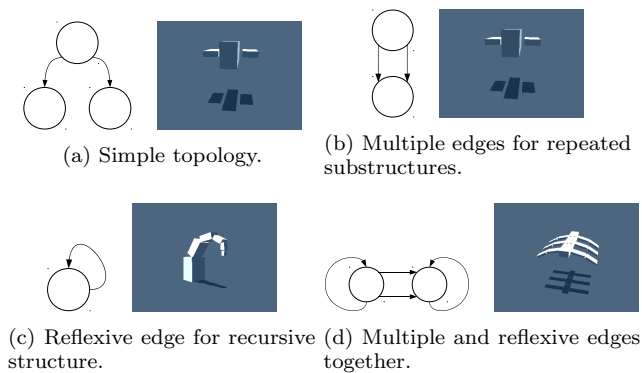 (a) Simple topology.
(b) Multiple edges for repeated
substructures.
(c) Reflexive edge for recursive
structure.
(d) Multiple and reflexive edges
together.